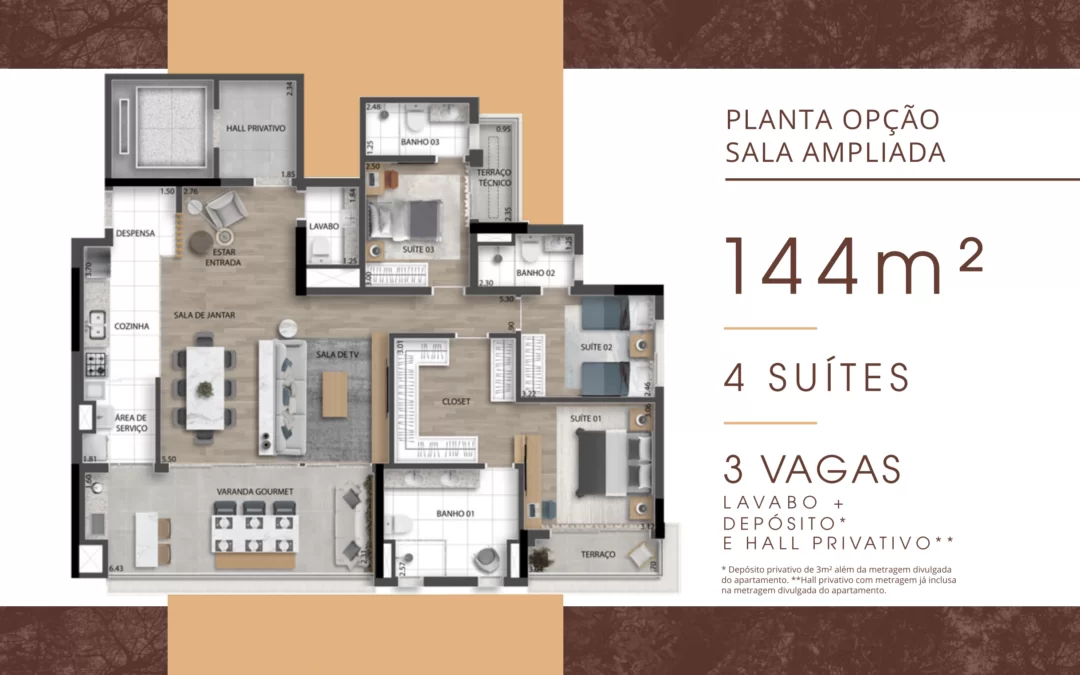 PLANTA OPÇÃO
SALA AMPLIADA
144m²
4 SUÍTES
3 VAGAS
LAVABO +
DEPÓSITO*
E HALL PRIVATIVO**
* Depósito privativo de 3m² além da metragem divulgada
do apartamento. **Hall privativo com metragem já inclusa
na metragem divulgada do apartamento.
2.34
HALL PRIVATIVO
1.85
2.48
BANHO 03
1.25
0.95
TERRAÇO
TÉCNICO
2.35
2.50
SUÍTE 03
3.00
1.50
2.76
DESPENSA
ESTAR
ENTRADA
1.64
LAVABO
1.25
1.25
BANHO 02
2.30
3.70
COZINHA
SALA DE JANTAR
SALA DE TV
5.30
.90
SUÍTE 02
3.22
2.46
3.01
CLOSET
SUÍTE 01
3.06
ÁREA DE
SERVIÇO
1.81
5.50
1.60
VARANDA GOURMET
6.43
BANHO 01
2.57
TERRAÇO